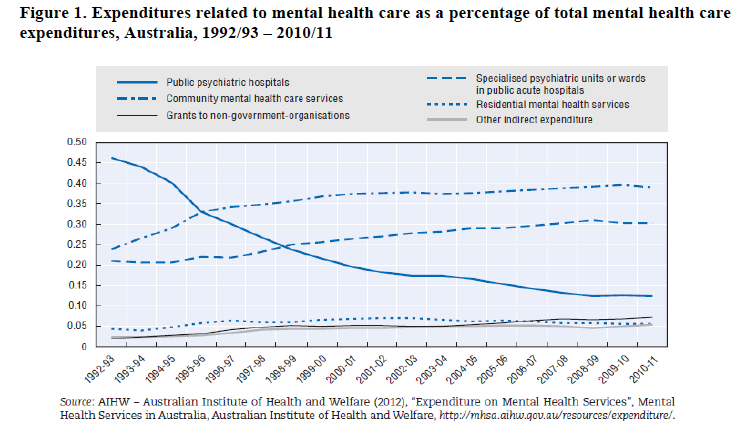 Figure 1. Expenditures related to mental health care as a percentage of total mental health care
expenditures, Australia, 1992/93 – 2010/11
Public psychiatric hospitals
Community mental health care services
Grants to non-government-organisations
Specialised psychiatric units or wards
in public acute hospitals
Residential mental health services
Other indirect expenditure
0.50
0.45
0.40
0.35
0.30
0.25
0.20
0.15
0.10
0.05
0
1992-93
1993-94
1994-95
1995-96
1996-97
1997-98
1998-99
1999-00
2000-01
2001-02
2002-03
2003-04
2004-05
2005-06
2006-07
2007-08
2008-09
2009-10
2010-11
Source: AIHW – Australian Institute of Health and Welfare (2012), “Expenditure on Mental Health Services”, Mental
Health Services in Australia, Australian Institute of Health and Welfare, http://mhsa.aihw.gov.au/resources/expenditure/.